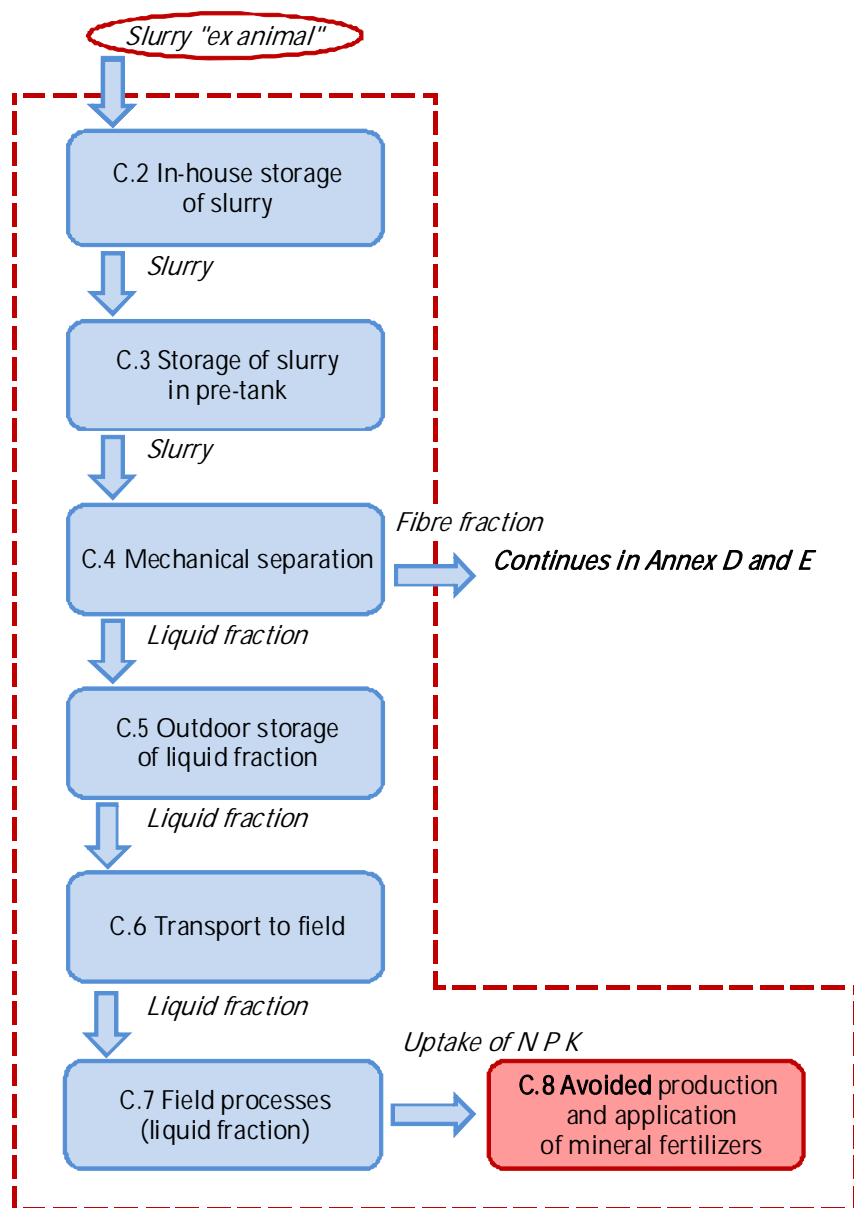 Slurry "ex animal"
C.2 In-house storage
of slurry
Slurry
C.3 Storage of slurry
in pre-tank
Slurry
Fibre fraction
C.4 Mechanical separation
Continues in Annex D and E
Liquid fraction
C.5 Outdoor storage
of liquid fraction
Liquid fraction
C.6 Transport to field
Liquid fraction
Uptake of N P K
C.7 Field processes
(liquid fraction)
C.8 Avoided production
and application
of mineral fertilizers